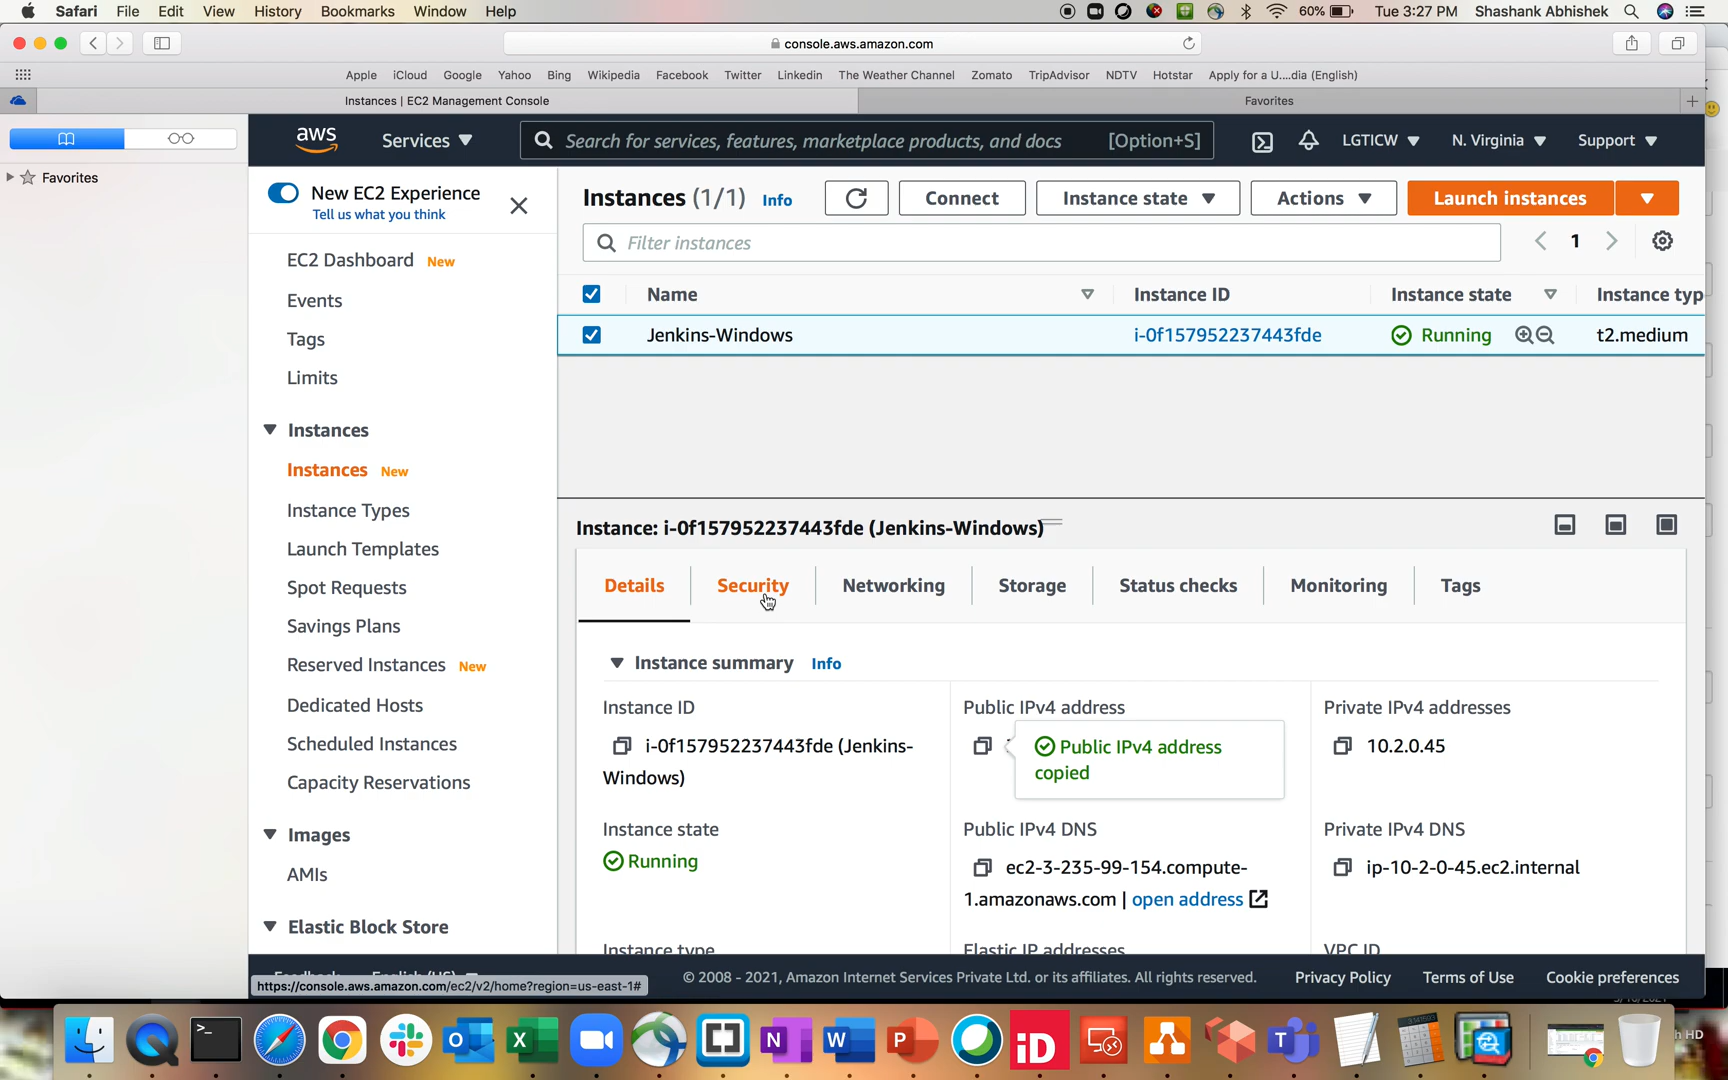 Safari File Edit View History Bookmarks Window Help 60% Tue 3:27 PM Shashank Abhishek
console.aws.amazon.com
Apple iCloud Google Yahoo Bing Wikipedia Facebook Twitter Linkedin The Weather Channel Zomato TripAdvisor NDTV Hotstar Apply for a U....dia (English)
Instances | EC2 Management Console Favorites
Favorites
aws Services Search for services, features, marketplace products, and docs [Option+S] LGTICW N. Virginia Support
New EC2 Experience
Tell us what you think
EC2 Dashboard New
Events
Tags
Limits
Instances
Instances New
Instance Types
Launch Templates
Spot Requests
Savings Plans
Reserved Instances New
Dedicated Hosts
Scheduled Instances
Capacity Reservations
Images
AMIs
Elastic Block Store
Instances (1/1) Info Connect Instance state Actions Launch instances
Filter instances 1
Name Instance ID Instance state Instance typ
Jenkins-Windows i-0f157952237443fde Running t2.medium
Instance: i-0f157952237443fde (Jenkins-Windows)
Details Security Networking Storage Status checks Monitoring Tags
Instance summary Info
Instance ID
i-0f157952237443fde (Jenkins-
Windows)
Public IPv4 address
Public IPv4 address
copied
Private IPv4 addresses
10.2.0.45
Instance state
Running
Public IPv4 DNS
ec2-3-235-99-154.compute-
1.amazonaws.com | open address
Private IPv4 DNS
ip-10-2-0-45.ec2.internal
Instance type Elastic IP addresses VPC ID
https://console.aws.amazon.com/ec2/v2/home?region=us-east-1#
© 2008 - 2021, Amazon Internet Services Private Ltd. or its affiliates. All rights reserved. Privacy Policy Terms of Use Cookie preferences